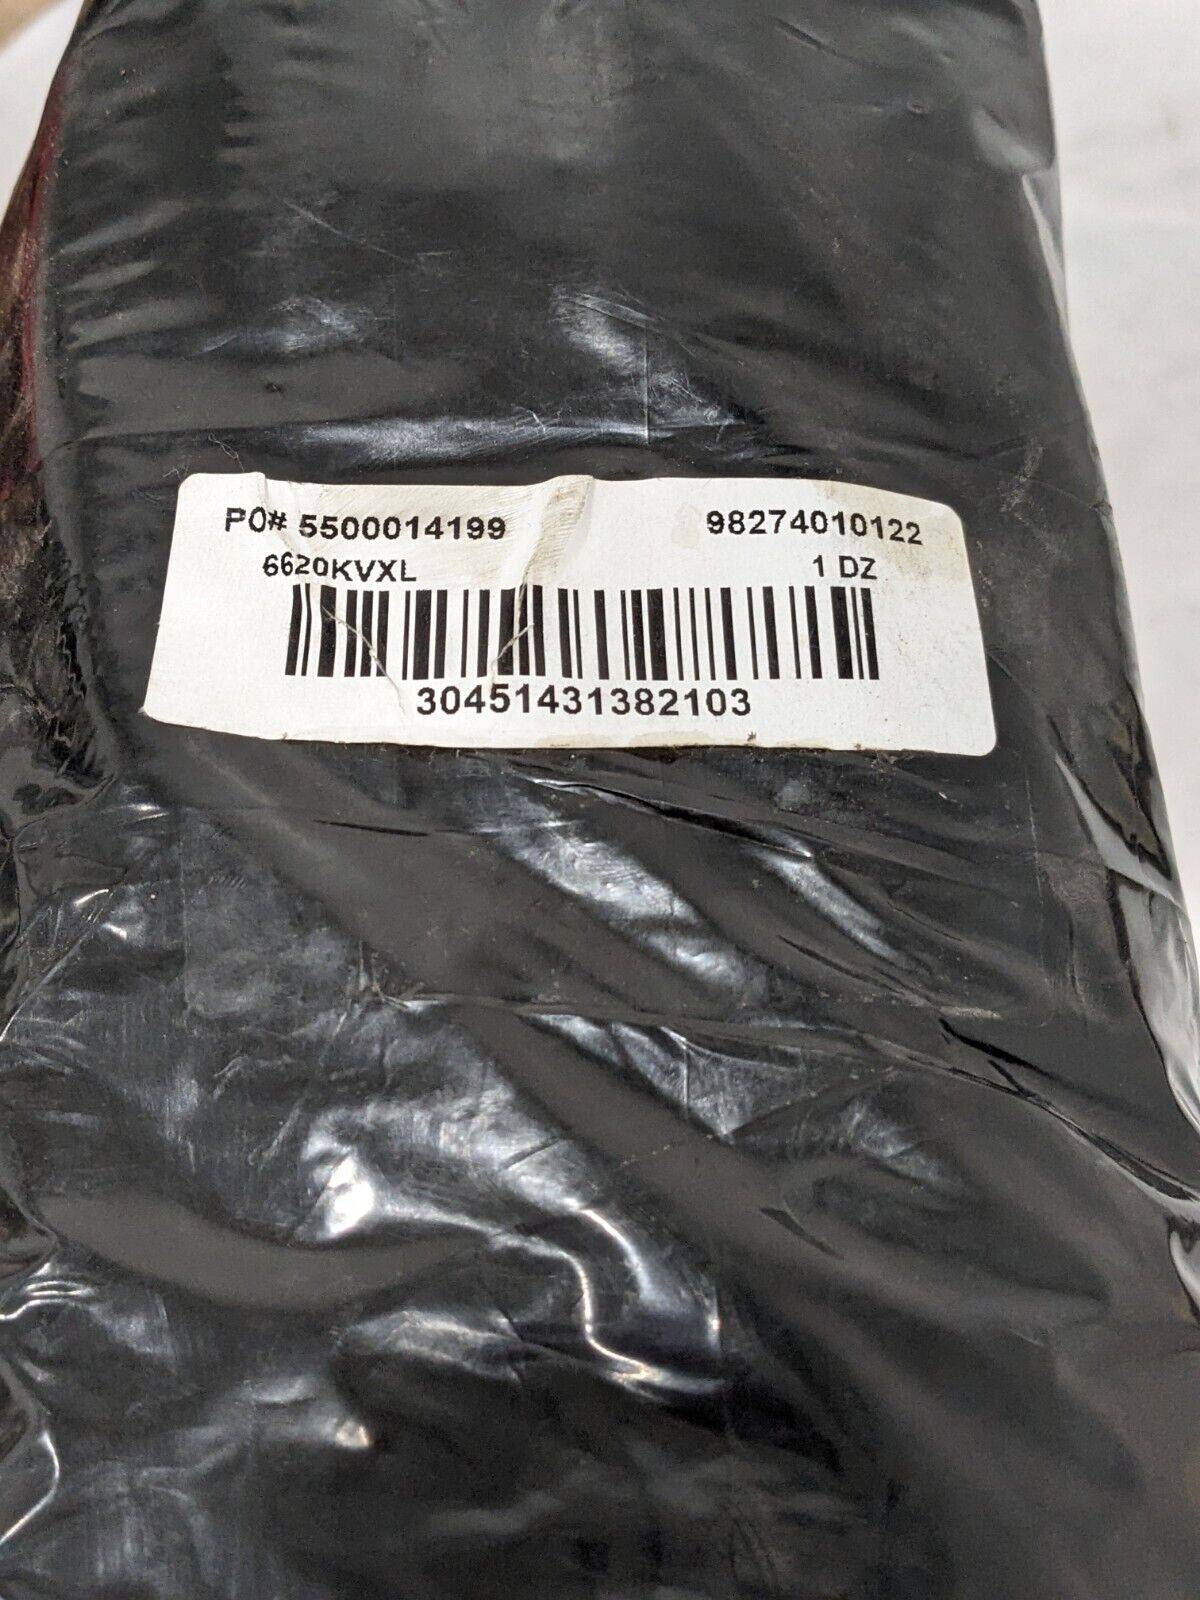 PO# 5500014199 98274010122
6620KVXL 1 DZ
30451431382103